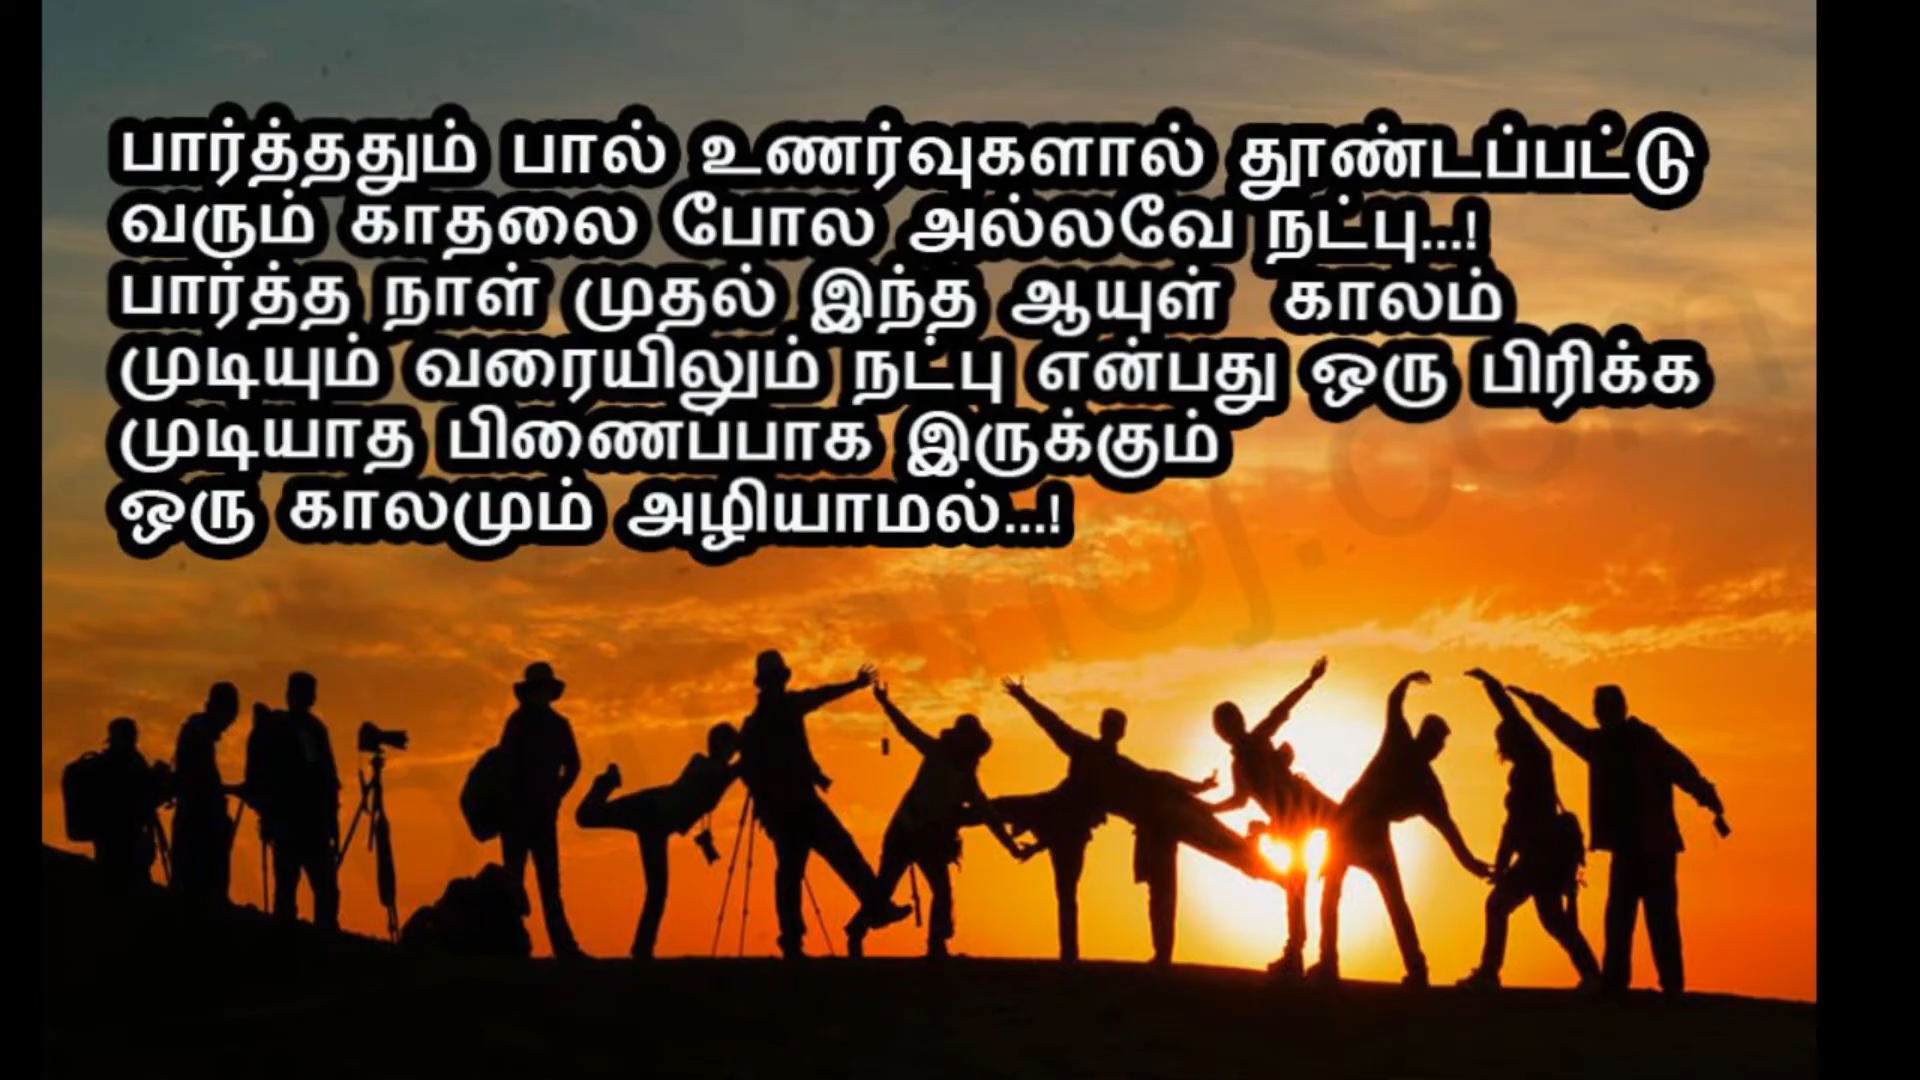 பார்த்ததும் பால் உணர்வுகளால் தூண்டப்பட்டு
வரும் காதலை போல அல்லவே நட்பு...!
பார்த்த நாள் முதல் இந்த ஆயுள் காலம்
முடியும் வரையிலும் நட்பு என்பது ஒரு பிரிக்க
முடியாத பிணைப்பாக இருக்கும்
ஒரு காலமும் அழியாமல்...!